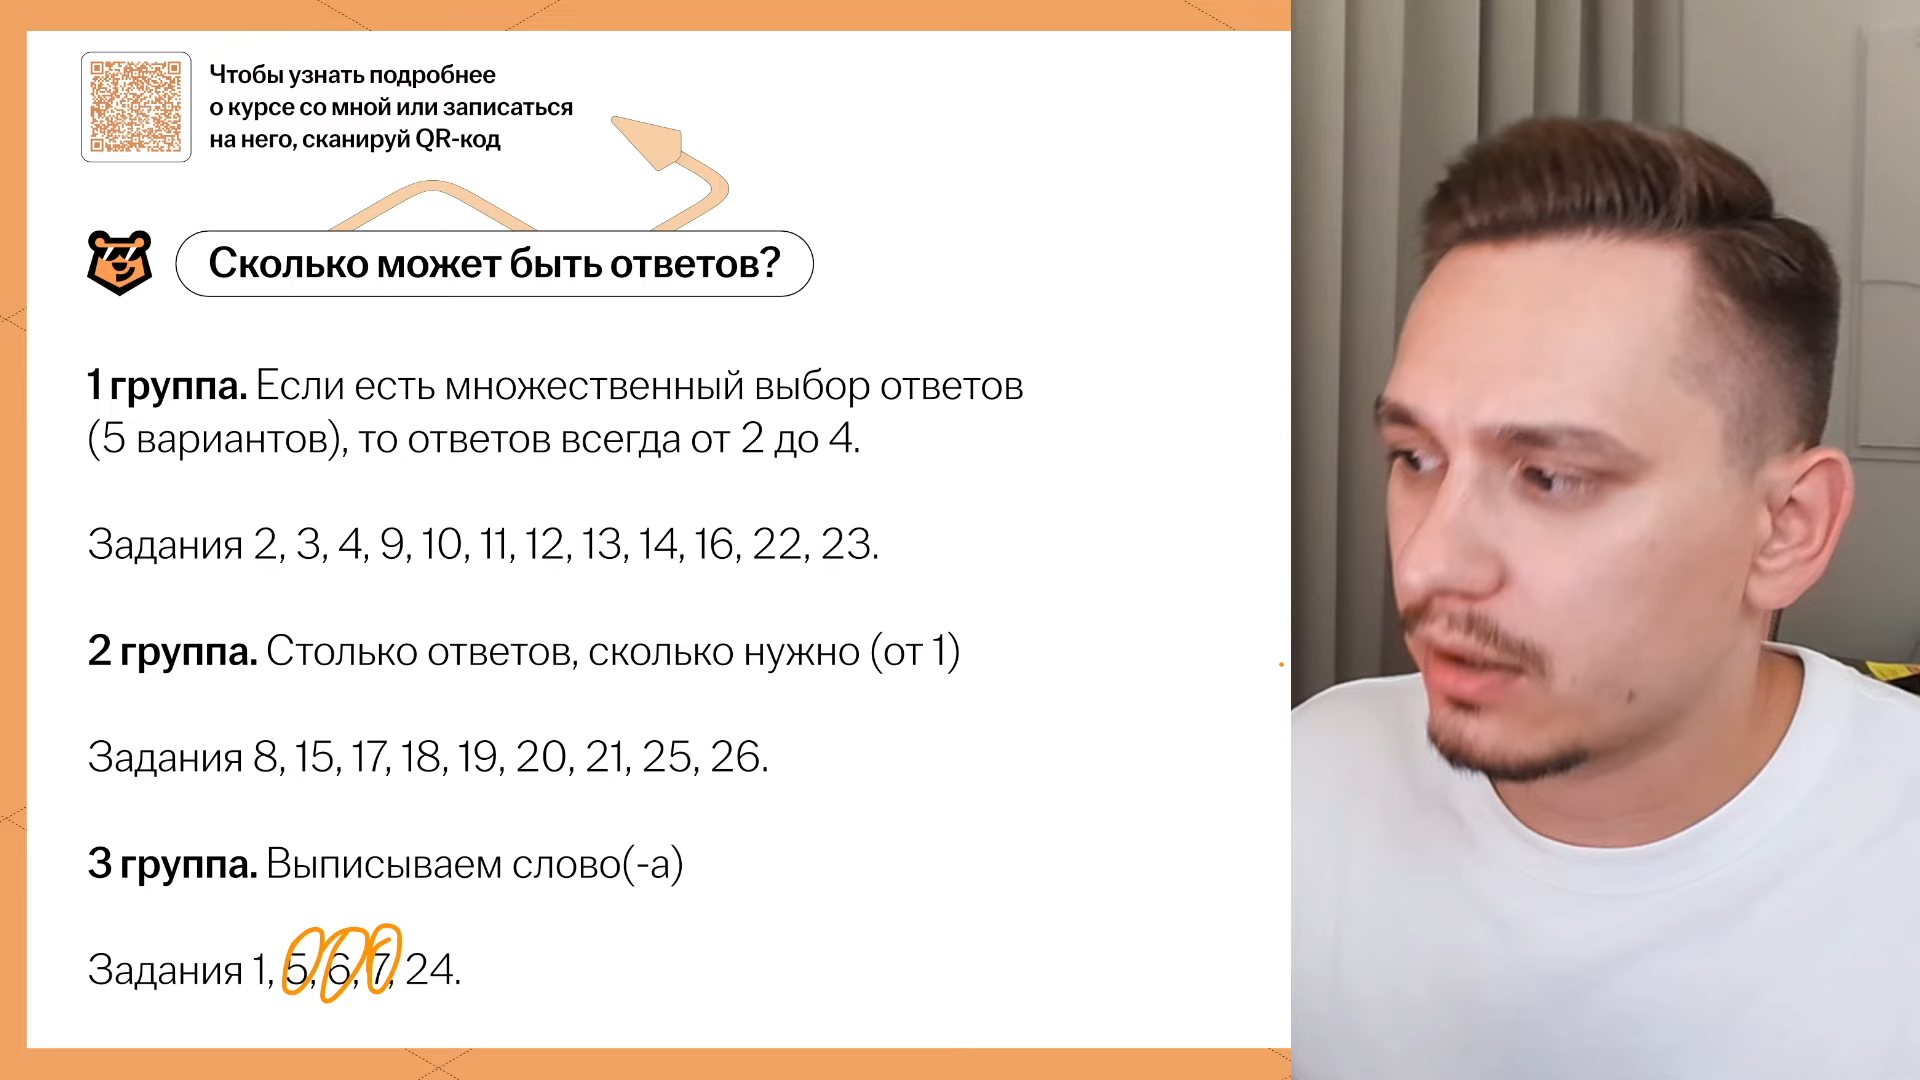 Чтобы узнать подробнее
о курсе со мной или записаться
на него, сканируй QR-код
Сколько может быть ответов?
1 группа. Если есть множественный выбор ответов
(5 вариантов), то ответов всегда от 2 до 4.
Задания 2, 3, 4, 9, 10, 11, 12, 13, 14, 16, 22, 23.
2 группа. Столько ответов, сколько нужно (от 1)
Задания 8, 15, 17, 18, 19, 20, 21, 25, 26.
3 группа. Выписываем слово(-а)
Задания 1, 5, 6, 7, 24.